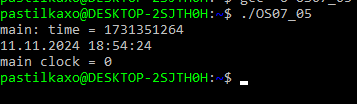 pastilkaxo@DESKTOP-2SJTH0H:~$ ./OS07_05
main: time = 1731351264
11.11.2024 18:54:24
main clock = 0
pastilkaxo@DESKTOP-2SJTH0H:~$